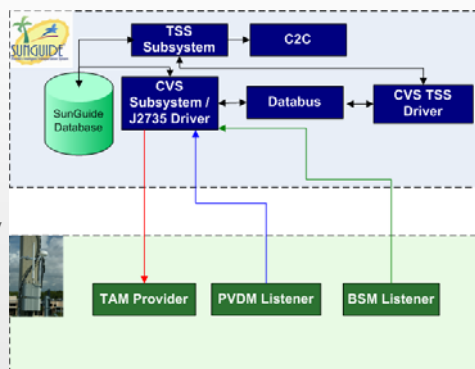 SUNGUIDE
TSS
Subsystem
C2C
CVS
Subsystem /
J2735 Driver
Databus
CVS TSS
Driver
SunGuide
Database
TAM Provider
PVDM Listener
BSM Listener